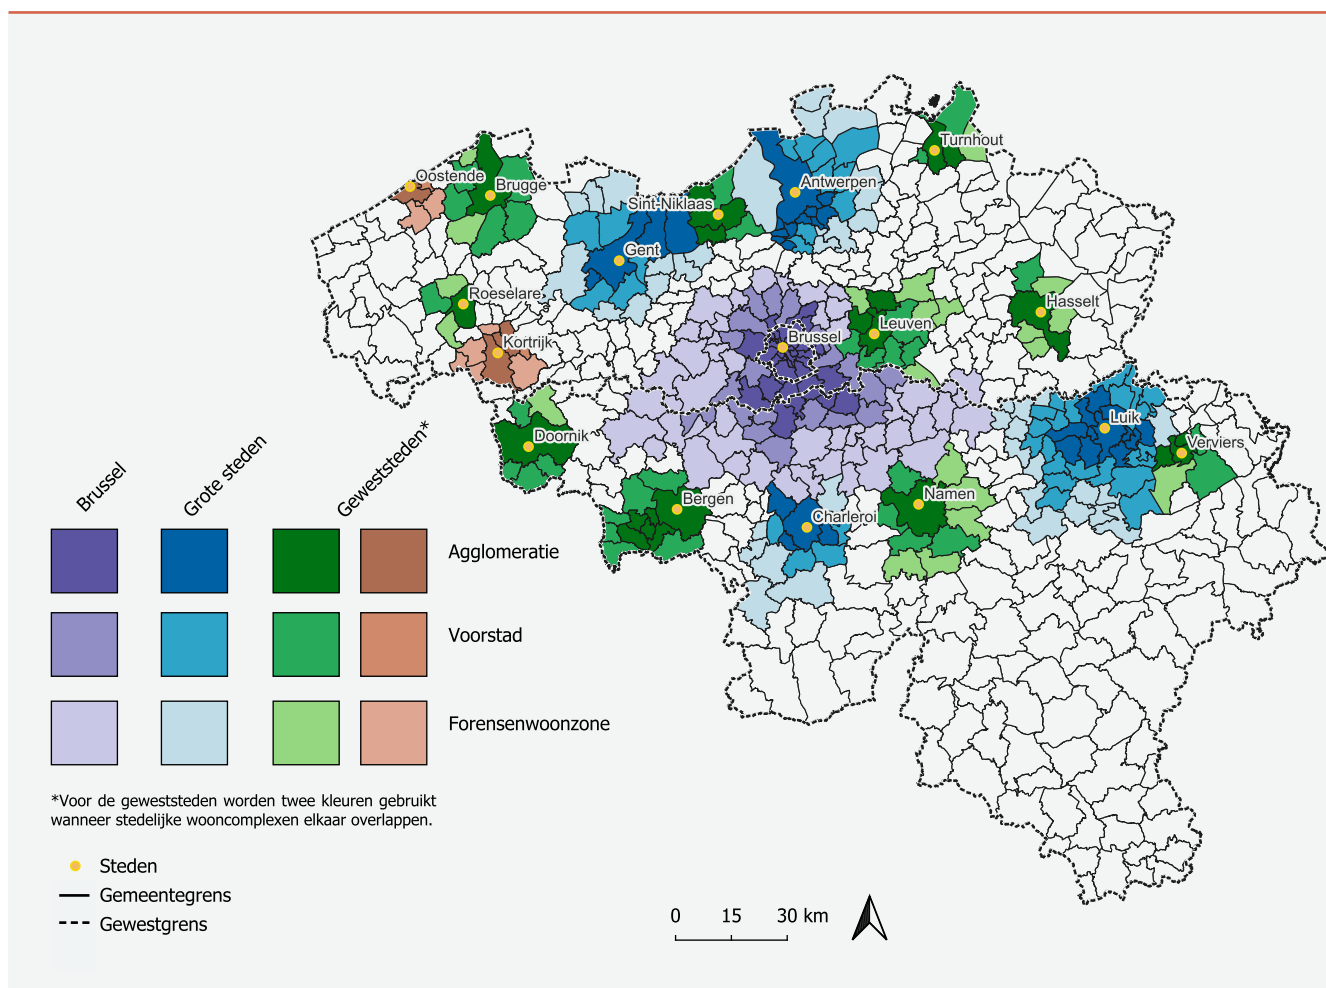 Turnhout
Oostende
Brugge
Antwerpen
Sint-Niklaas
Gent
Roeselare
Hasselt
Leuven
Brussel
Kortrijk
Luik
Doornik
Verviers
Bergen
Namen
Charleroi
Brussel
Grote steden
Geweststeden*
Agglomeratie
Voorstad
Forensenwoonzone
*Voor de geweststeden worden twee kleuren gebruikt
wanneer stedelijke wooncomplexen elkaar overlappen.
Steden
Gemeentegrens
Gewestgrens
0 15 30 km